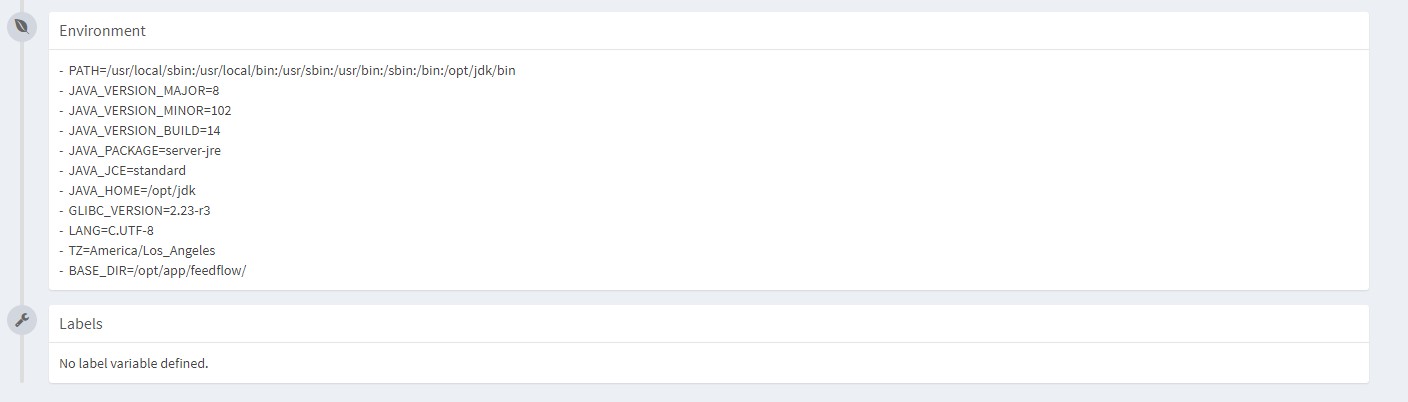 Environment
- PATH=/usr/local/sbin:/usr/local/bin:/usr/sbin:/usr/bin:/sbin:/bin:/opt/jdk/bin
- JAVA_VERSION_MAJOR=8
- JAVA_VERSION_MINOR=102
- JAVA_VERSION_BUILD=14
- JAVA_PACKAGE=server-jre
- JAVA_JCE=standard
- JAVA_HOME=/opt/jdk
- GLIBC_VERSION=2.23-r3
- LANG=C.UTF-8
- TZ=America/Los_Angeles
- BASE_DIR=/opt/app/feedflow/
Labels
No label variable defined.